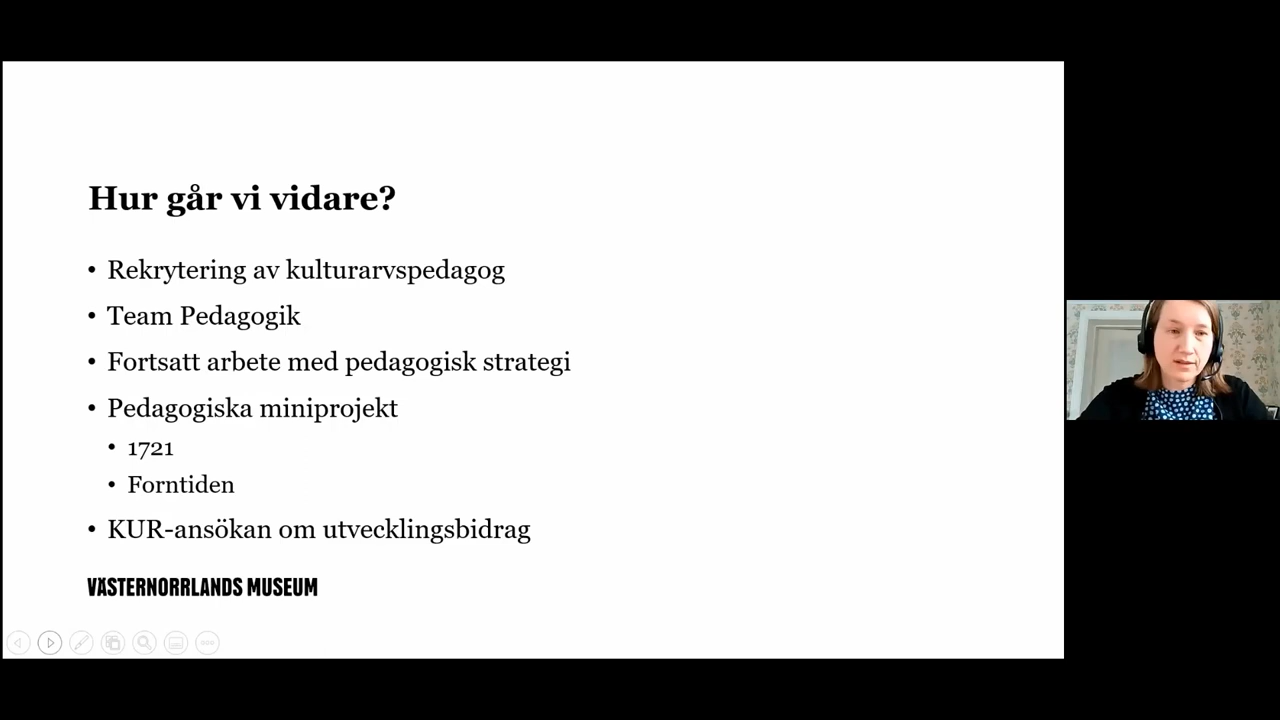 Hur går vi vidare?
• Rekrytering av kulturarvspedagog
• Team Pedagogik
• Fortsatt arbete med pedagogisk strategi
• Pedagogiska miniprojekt
• 1721
• Forntiden
• KUR-ansökan om utvecklingsbidrag
VÄSTERNORRLANDS MUSEUM